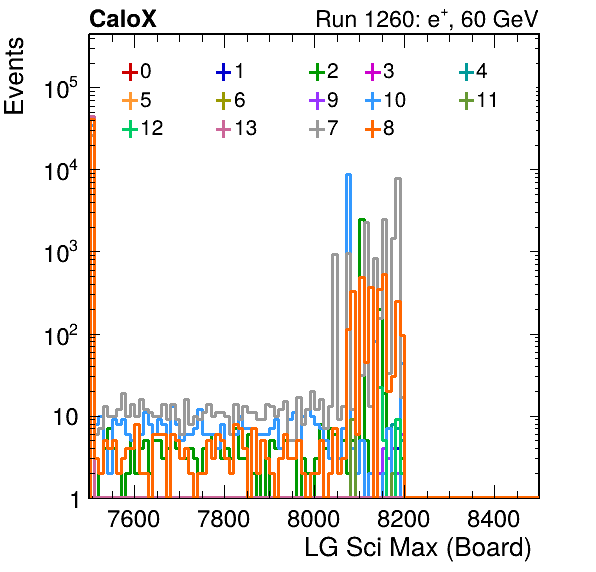 CaloX Run 1260: e⁺, 60 GeV
Events
0 1 2 3 4
5 6 9 10 11
12 13 7 8
10⁵
10⁴
10³
10²
10
1
7600 7800 8000 8200 8400
LG Sci Max (Board)